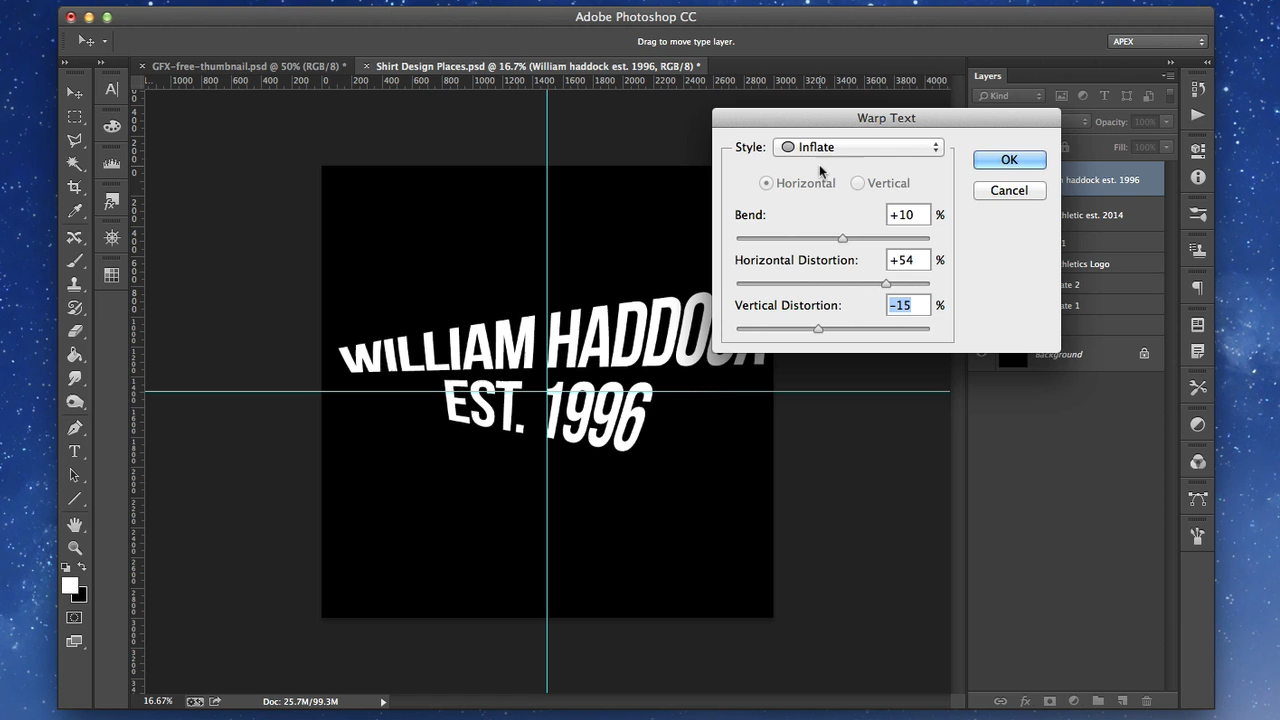 Adobe Photoshop CC
Drag to move type layer.
APEX
GFX-free-thumbnail.psd @ 50% (RGB/8) *
Shirt Design Places.psd @ 16.7% (William haddock est. 1996, RGB/8) *
Layers
1000 800 600 400 200 0 200 400 600 800 1000 1200 1400 1600 1800 2000 2200 2400 2600 2800 3000 3200 3400 3600 3800 4000
Kind
Opacity: 100%
Fill: 100%
Warp Text
Style: Inflate
OK
Horizontal Vertical
Cancel
Bend: +10 %
Horizontal Distortion: +54 %
Vertical Distortion: -15 %
haddock est. 1996
athletic est. 2014
1
thletics Logo
ate 2
ate 1
Background
WILLIAM HADDOCK
EST. 1996
16.67%
Doc: 25.7M/99.3M